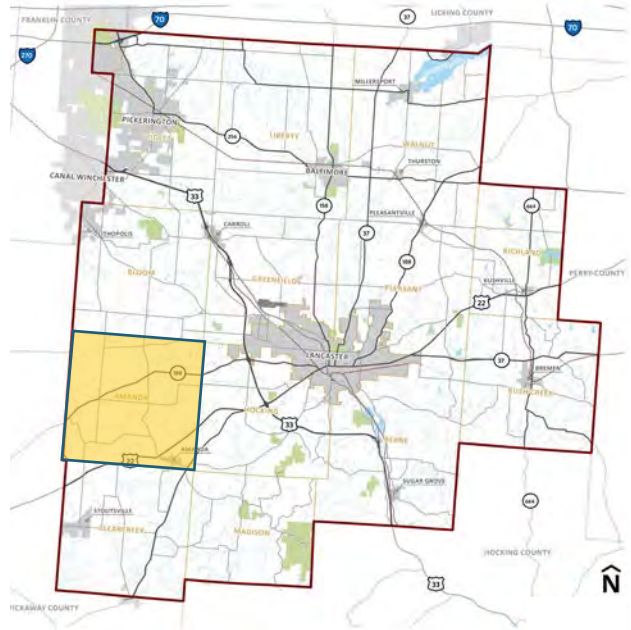 FRANKLIN COUNTY
70
37
LICKING COUNTY
70
270
MILLERSPORT
PICKERINGTON
256
LIBERTY
WALNUT
THURSTON
BALTIMORE
CANAL WINCHESTER
33
158
664
PLEASANTVILLE
CARROLL
37
LITHOPOLIS
188
RICHLAND
BLOOM
GREENFIELD
PLEASANT
RUSHVILLE
PERRY COUNTY
22
LANCASTER
37
188
BREMEN
AMANDA
RUSHCREEK
HOCKING
33
BERNE
AMANDA
22
SUGAR GROVE
664
STOUTSVILLE
CLEARCREEK
MADISON
HOCKING COUNTY
33
N
PICKAWAY COUNTY